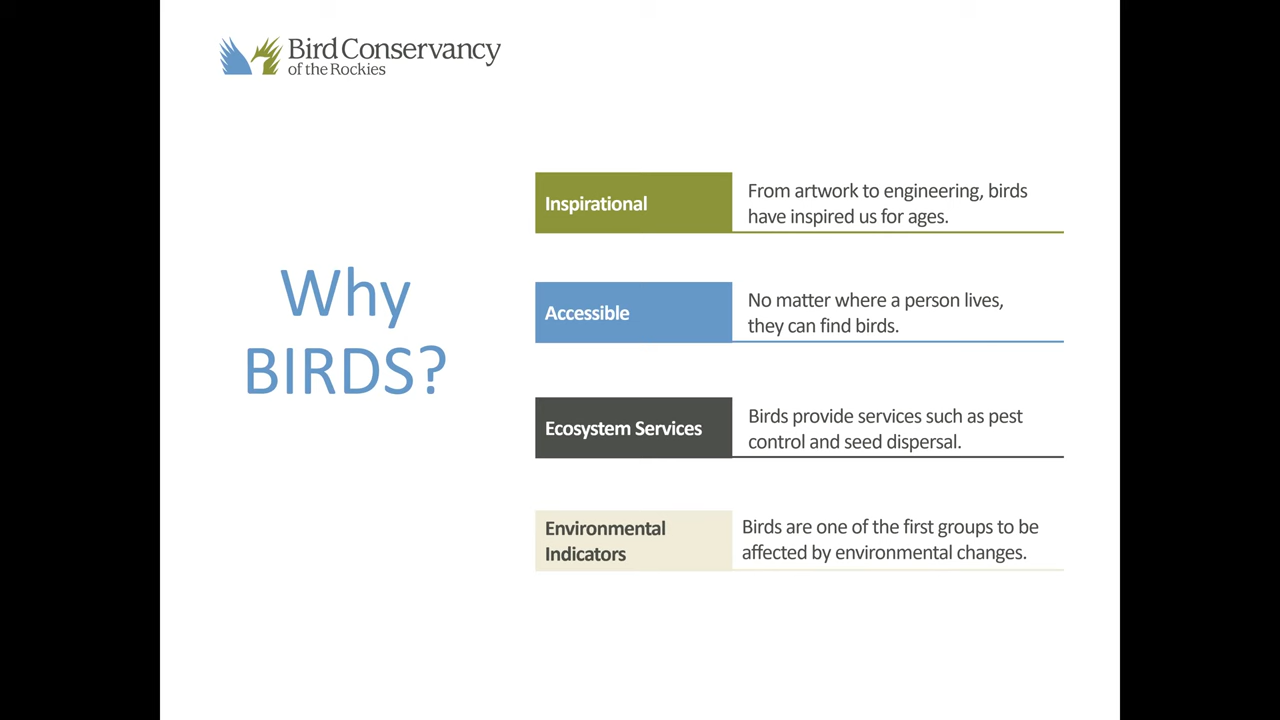 Bird Conservancy
of the Rockies
Why
BIRDS?
Inspirational
From artwork to engineering, birds
have inspired us for ages.
Accessible
No matter where a person lives,
they can find birds.
Ecosystem Services
Birds provide services such as pest
control and seed dispersal.
Environmental
Indicators
Birds are one of the first groups to be
affected by environmental changes.